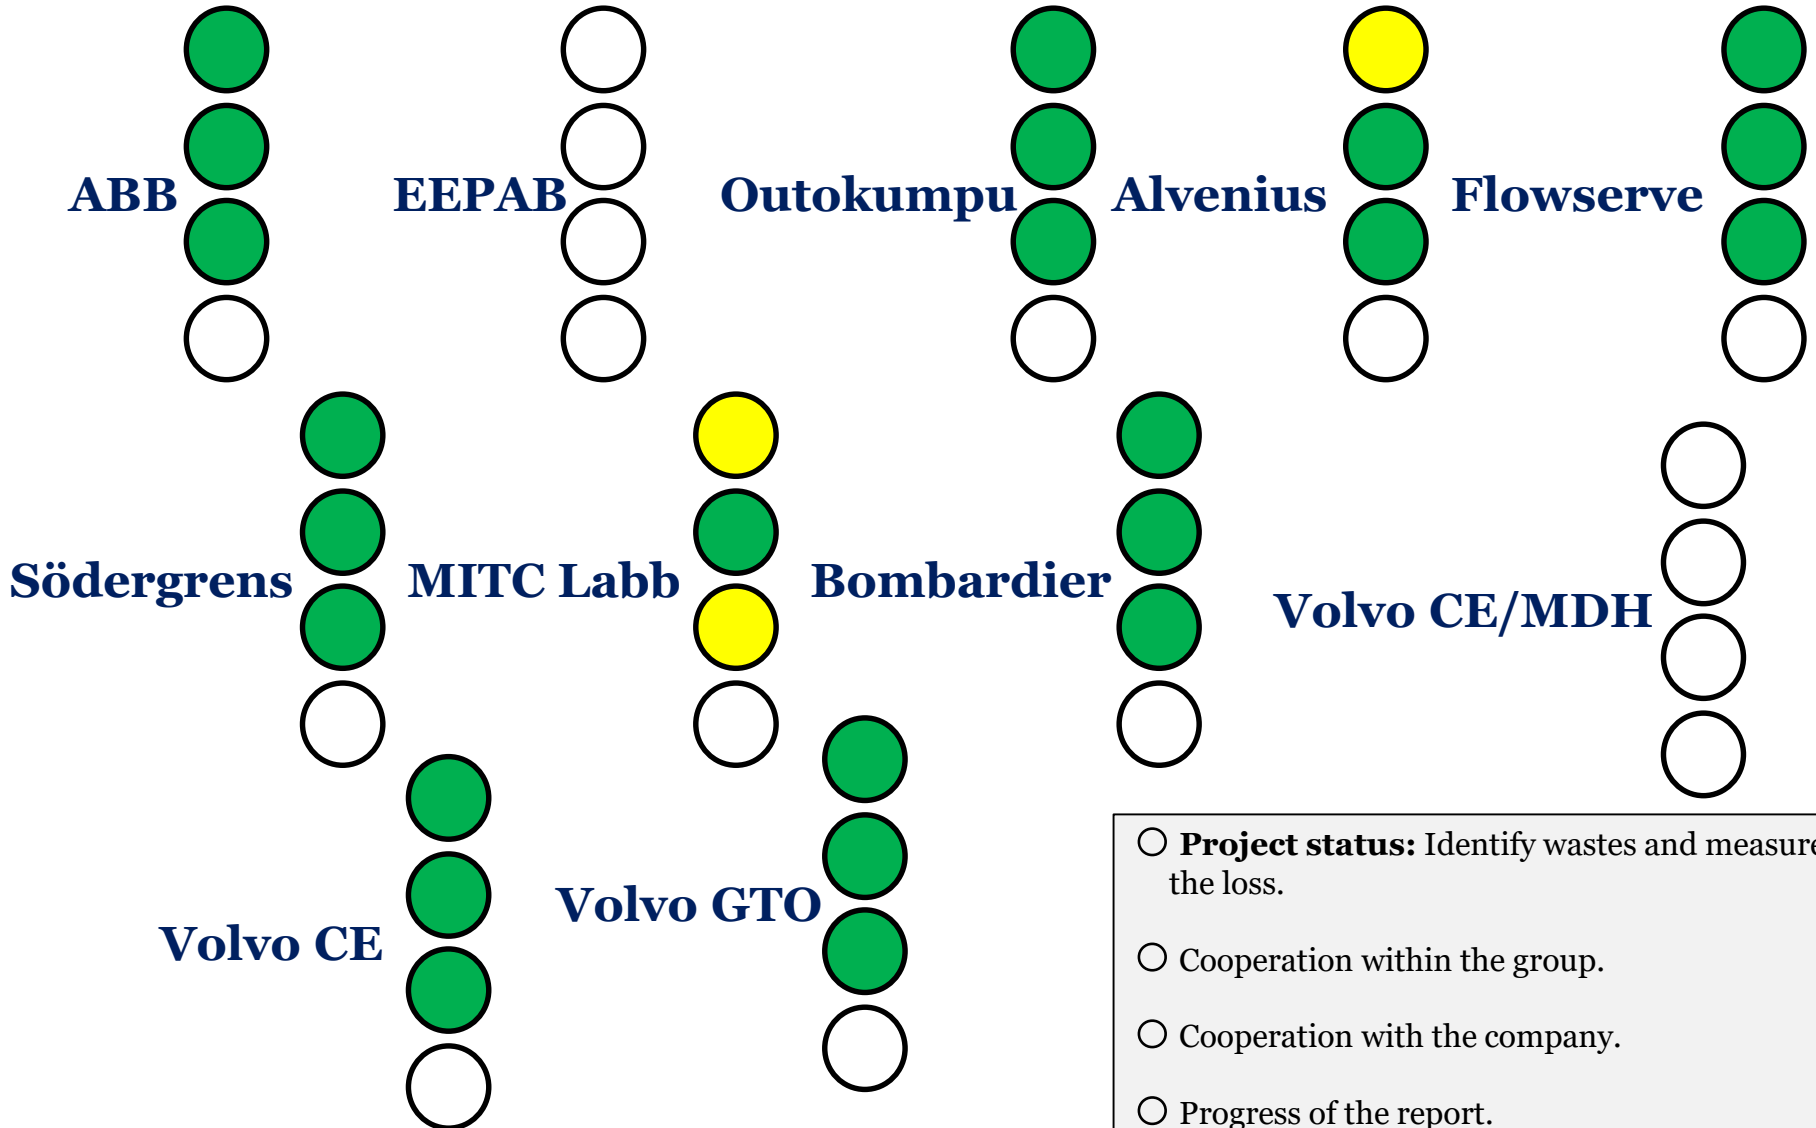 ABB
EEPAB
Outokumpu
Alvenius
Flowserve
Södergrens
MITC Labb
Bombardier
Volvo CE/MDH
Volvo CE
Volvo GTO
Project status: Identify wastes and measure
the loss.
Cooperation within the group.
Cooperation with the company.
Progress of the report.